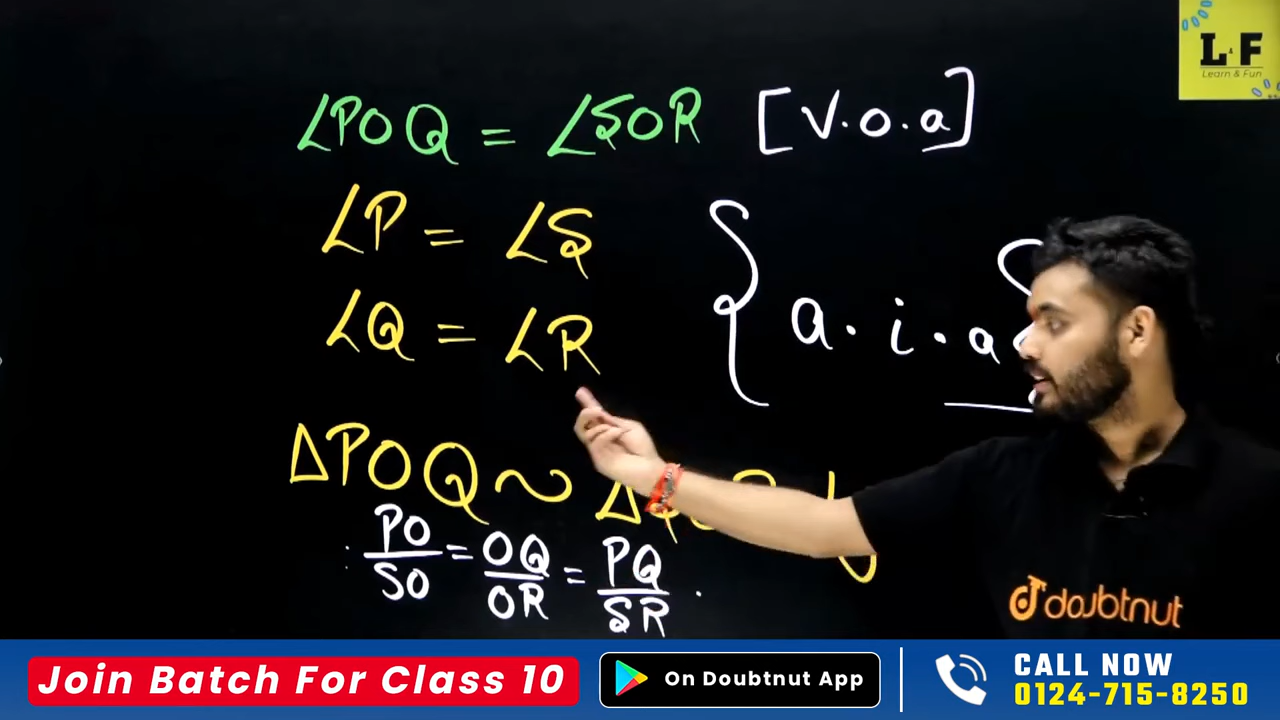 L&F
Learn & Fun
∠POQ = ∠SOR [V.O.a]
∠P = ∠S
∠Q = ∠R
a.i.a
ΔPOQ ~ Δ
PO/SO = OQ/OR = PQ/SR
doubtnut
Join Batch For Class 10
On Doubtnut App
CALL NOW
0124-715-8250